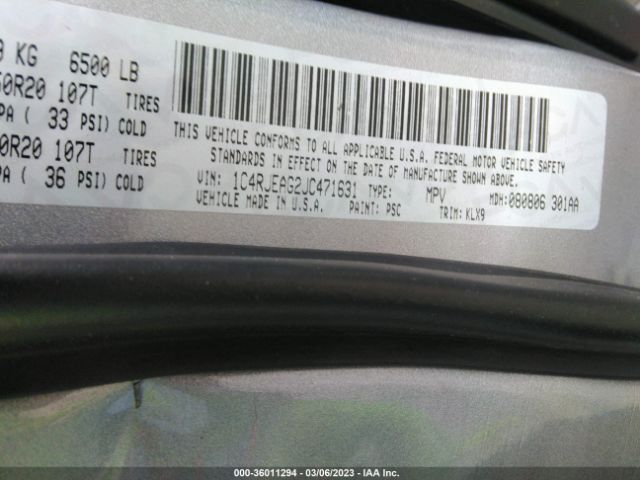 KG 6500 LB
0R20 107T TIRES
PA ( 33 PSI) COLD
0R20 107T TIRES
PA ( 36 PSI) COLD
THIS VEHICLE CONFORMS TO ALL APPLICABLE U.S.A. FEDERAL MOTOR VEHICLE SAFETY
STANDARDS IN EFFECT ON THE DATE OF MANUFACTURE SHOWN ABOVE.
VIN: 1C4RJEAG2JC471631 TYPE: MPV MDH:080806 301AA
VEHICLE MADE IN U.S.A. PAINT: PSC TRIM: KLX9
000-36011294 - 03/06/2023 - IAA Inc.